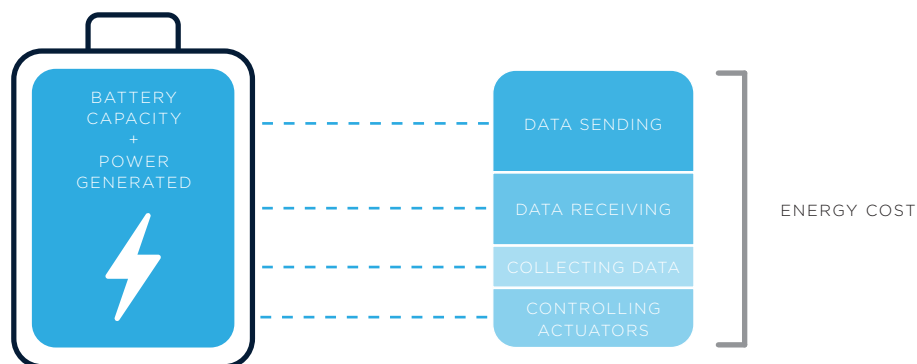 BATTERY
CAPACITY
+
POWER
GENERATED
DATA SENDING
DATA RECEIVING
COLLECTING DATA
CONTROLLING
ACTUATORS
ENERGY COST